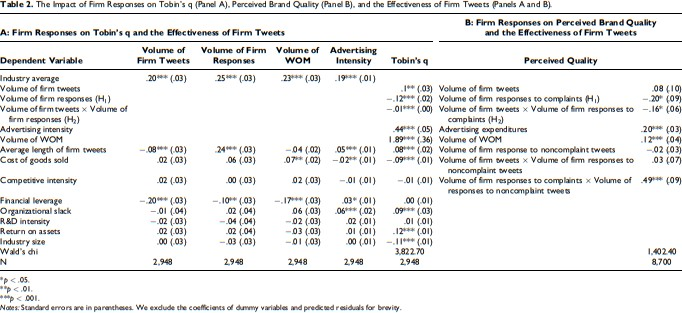 Table 2. The Impact of Firm Responses on Tobin's q (Panel A), Perceived Brand Quality (Panel B), and the Effectiveness of Firm Tweets (Panels A and B).
A: Firm Responses on Tobin's q and the Effectiveness of Firm Tweets
B: Firm Responses on Perceived Brand Quality and the Effectiveness of Firm Tweets
Dependent Variable Volume of Firm Tweets Volume of Firm Responses Volume of WOM Advertising Intensity Tobin's q Perceived Quality
Industry average .20*** (.03) .25*** (.03) .23*** (.03) .19*** (.01)
Volume of firm tweets .1** (.03) Volume of firm tweets .08 (.10)
Volume of firm responses (H1) −.12*** (.02) Volume of firm responses to complaints (H1) −.20* (.09)
Volume of firm tweets × Volume of firm responses (H2) −.01*** (.00) Volume of firm tweets × Volume of firm responses to complaints (H2) −.16* (.06)
Advertising intensity .44*** (.05) Advertising expenditures .20*** (.03)
Volume of WOM 1.89*** (.36) Volume of WOM .12*** (.04)
Average length of firm tweets −.08*** (.03) .24*** (.03) −.04 (.02) .05*** (.01) .08*** (.02) Volume of firm response to noncomplaint tweets −.02 (.03)
Cost of goods sold .02 (.03) .06 (.03) .07** (.02) −.02** (.01) −.09*** (.01) Volume of firm tweets × Volume of firm responses to noncomplaint tweets .03 (.07)
Competitive intensity .02 (.03) .00 (.03) .02 (.03) −.01 (.01) −.01 (.01) Volume of firm responses to complaints × Volume of responses to noncomplaint tweets .49*** (.09)
Financial leverage −.20*** (.03) −.10** (.03) −.17*** (.03) .03* (.01) .00 (.01)
Organizational slack −.01 (.04) .02 (.04) .06 (.03) .06*** (.02) .09*** (.03)
R&D intensity −.02 (.03) −.04 (.04) −.02 (.03) .02 (.01) .01 (.01)
Return on assets .02 (.03) .02 (.04) −.03 (.03) .01 (.01) .12*** (.01)
Industry size .00 (.03) −.03 (.03) −.01 (.03) .00 (.01) −.11*** (.01)
Wald's chi 3,822.70 1,402.40
N 2,948 2,948 2,948 2,948 2,948 8,700
*p < .05.
**p < .01.
***p < .001.
Notes: Standard errors are in parentheses. We exclude the coefficients of dummy variables and predicted residuals for brevity.